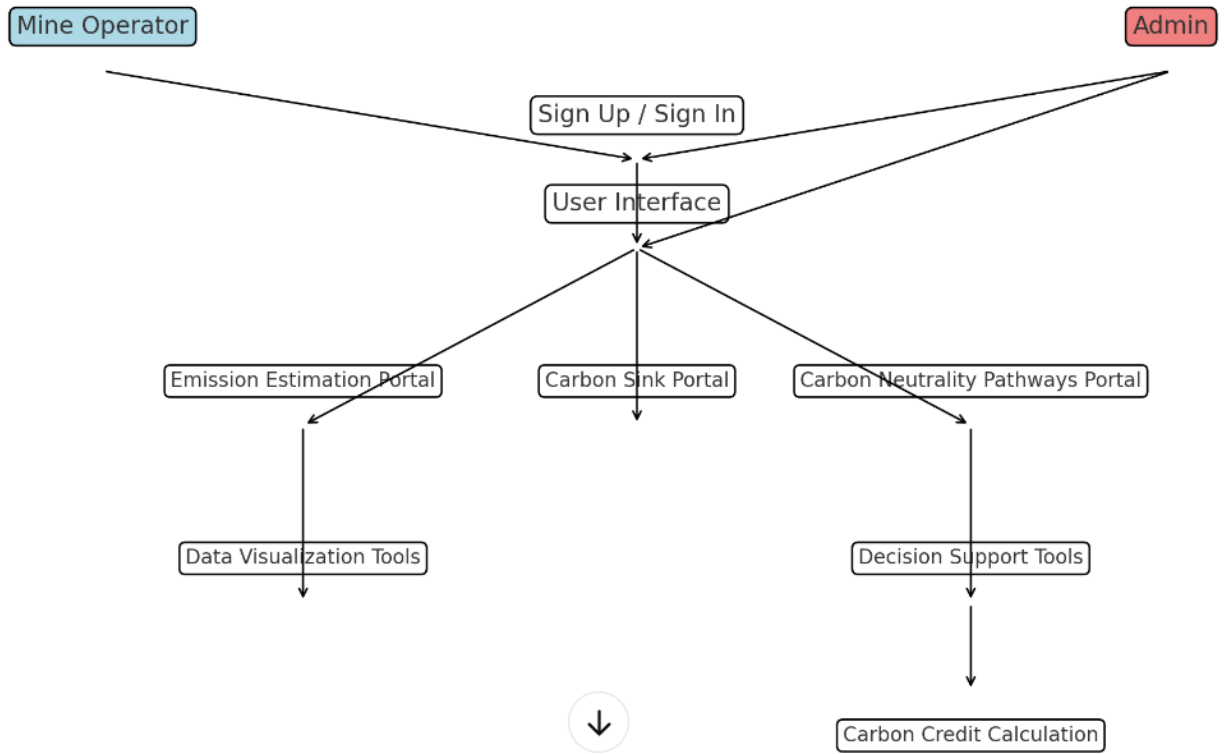 Mine Operator
Admin
Sign Up / Sign In
User Interface
Emission Estimation Portal
Carbon Sink Portal
Carbon Neutrality Pathways Portal
Data Visualization Tools
Decision Support Tools
Carbon Credit Calculation